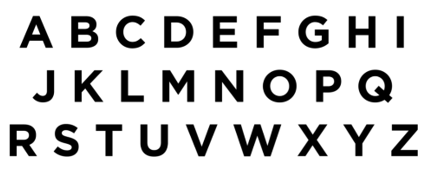 A B C D E F G H I
J K L M N O P Q
R S T U V W X Y Z